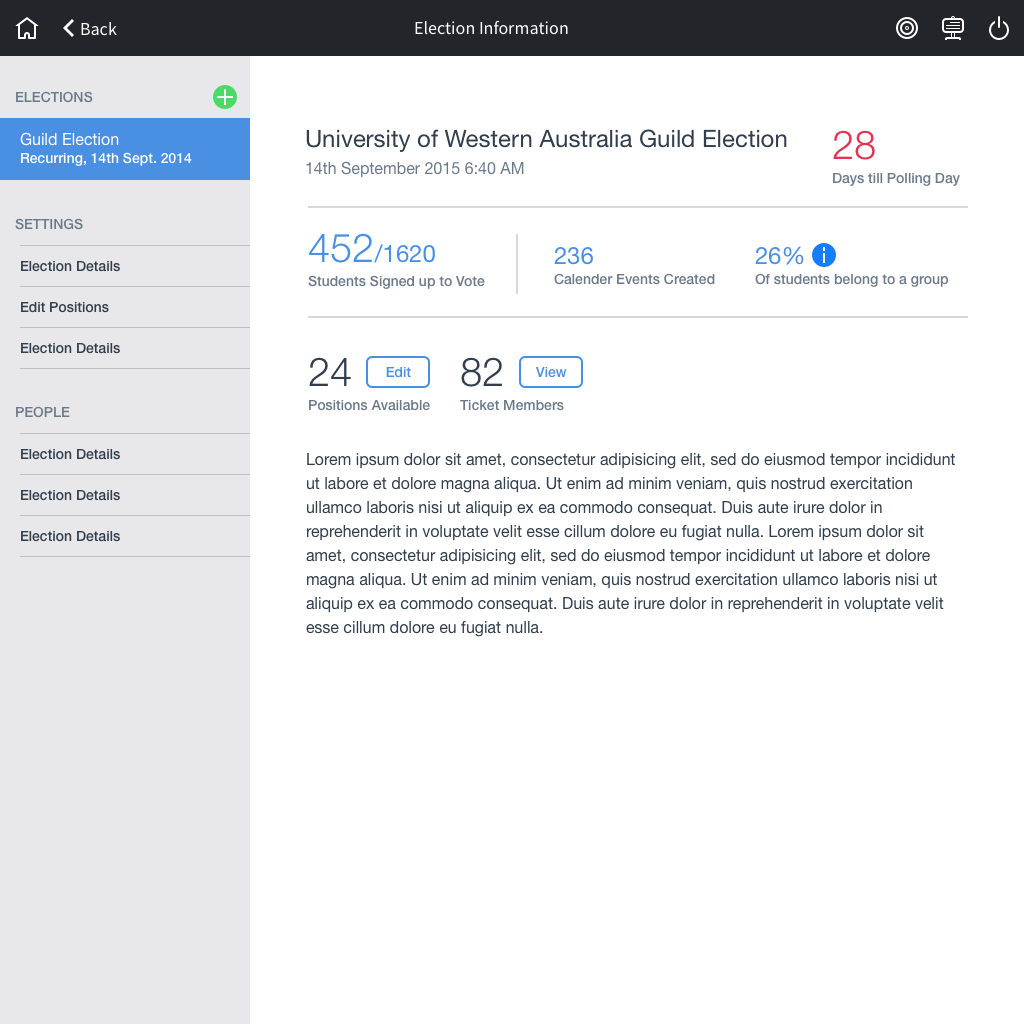 Back
Election Information
ELECTIONS
Guild Election
Recurring, 14th Sept. 2014
SETTINGS
Election Details
Edit Positions
Election Details
PEOPLE
Election Details
Election Details
Election Details
University of Western Australia Guild Election
14th September 2015 6:40 AM
28
Days till Polling Day
452/1620
Students Signed up to Vote
236
Calender Events Created
26%
Of students belong to a group
24 Edit
Positions Available
82 View
Ticket Members
Lorem ipsum dolor sit amet, consectetur adipisicing elit, sed do eiusmod tempor incididunt
ut labore et dolore magna aliqua. Ut enim ad minim veniam, quis nostrud exercitation
ullamco laboris nisi ut aliquip ex ea commodo consequat. Duis aute irure dolor in
reprehenderit in voluptate velit esse cillum dolore eu fugiat nulla. Lorem ipsum dolor sit
amet, consectetur adipisicing elit, sed do eiusmod tempor incididunt ut labore et dolore
magna aliqua. Ut enim ad minim veniam, quis nostrud exercitation ullamco laboris nisi ut
aliquip ex ea commodo consequat. Duis aute irure dolor in reprehenderit in voluptate velit
esse cillum dolore eu fugiat nulla.